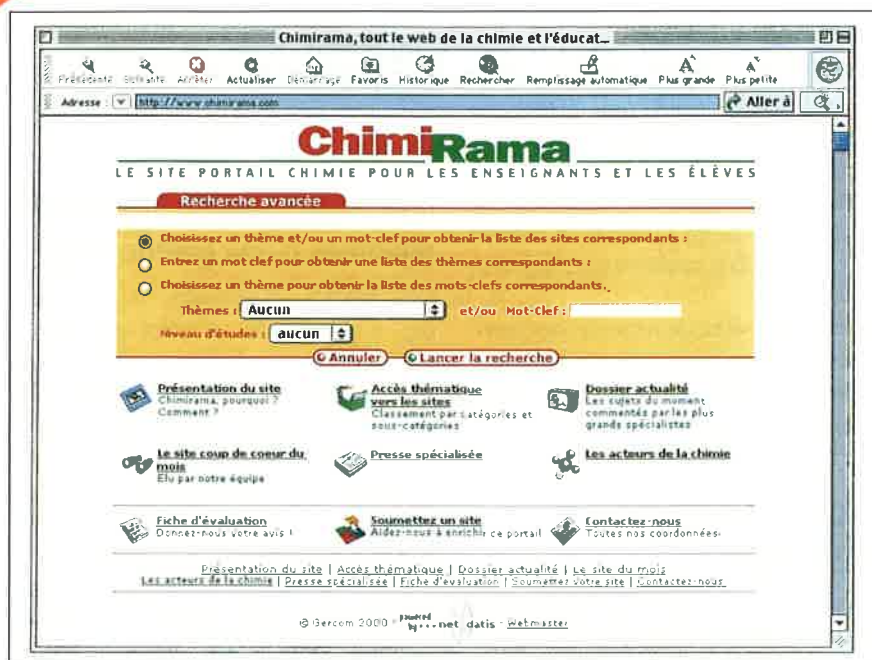 Chimirama, tout le web de la chimie et l'éducat...
Précédente Suivante Arrêter Actualiser Démarrage Favoris Historique Rechercher Remplissage automatique Plus grande Plus petite
Adresse : http://www.chimirama.com Aller à
ChimiRama
LE SITE PORTAIL CHIMIE POUR LES ENSEIGNANTS ET LES ÉLÈVES
Recherche avancée
Choisissez un thème et/ou un mot-clef pour obtenir la liste des sites correspondants :
Entrez un mot clef pour obtenir une liste des thèmes correspondants :
Choisissez un thème pour obtenir la liste des mots-clefs correspondants.
Thèmes : Aucun et/ou Mot-Clef :
Niveau d'études : aucun
Annuler Lancer la recherche
Présentation du site
Chimirama, pourquoi ?
Comment ?
Accès thématique
vers les sites
Classement par catégories et
sous-catégories
Dossier actualité
Les sujets du moment
commentés par les plus
grands spécialistes
Le site coup de coeur du
mois
Elu par notre équipe
Presse spécialisée
Les acteurs de la chimie
Fiche d'évaluation
Donnez-nous votre avis !
Soumettez un site
Aidez-nous à enrichir ce portail
Contactez-nous
Toutes nos coordonnées.
Présentation du site | Accès thématique | Dossier actualité | Le site du mois
Les acteurs de la chimie | Presse spécialisée | Fiche d'évaluation | Soumettez votre site | Contactez-nous
© Gercom 2000 - powered by... net datis - Webmaster